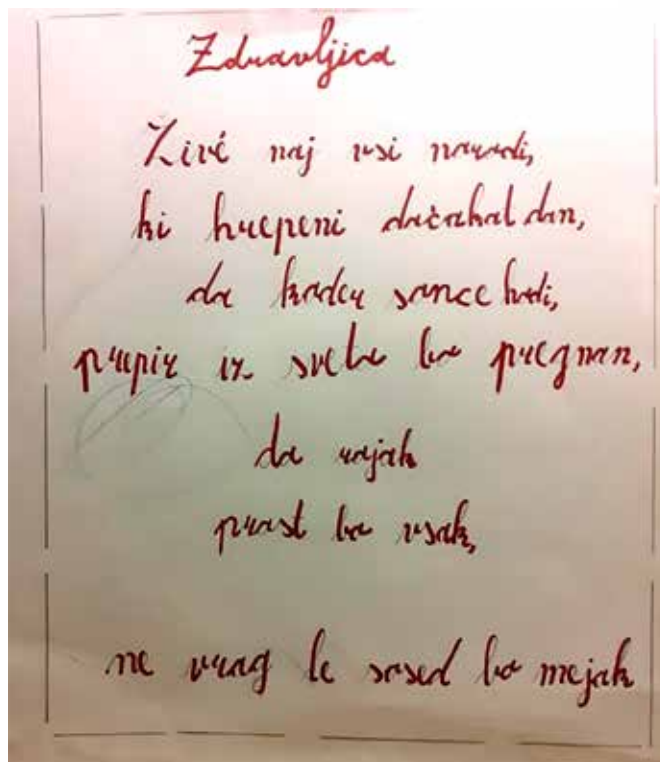 Zdravljica
Živé naj vsi narodi,
ki hrepene dočakat dan,
da koder sonce hodi,
prepir iz sveta bo pregnan,
da rojak
prost bo vsak,
ne vrag le sosed bo mejak